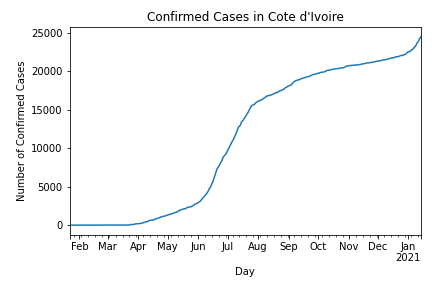 Confirmed Cases in Cote d'Ivoire
25000
20000
15000
10000
5000
0
Number of Confirmed Cases
Feb Mar Apr May Jun Jul Aug Sep Oct Nov Dec Jan
2021
Day